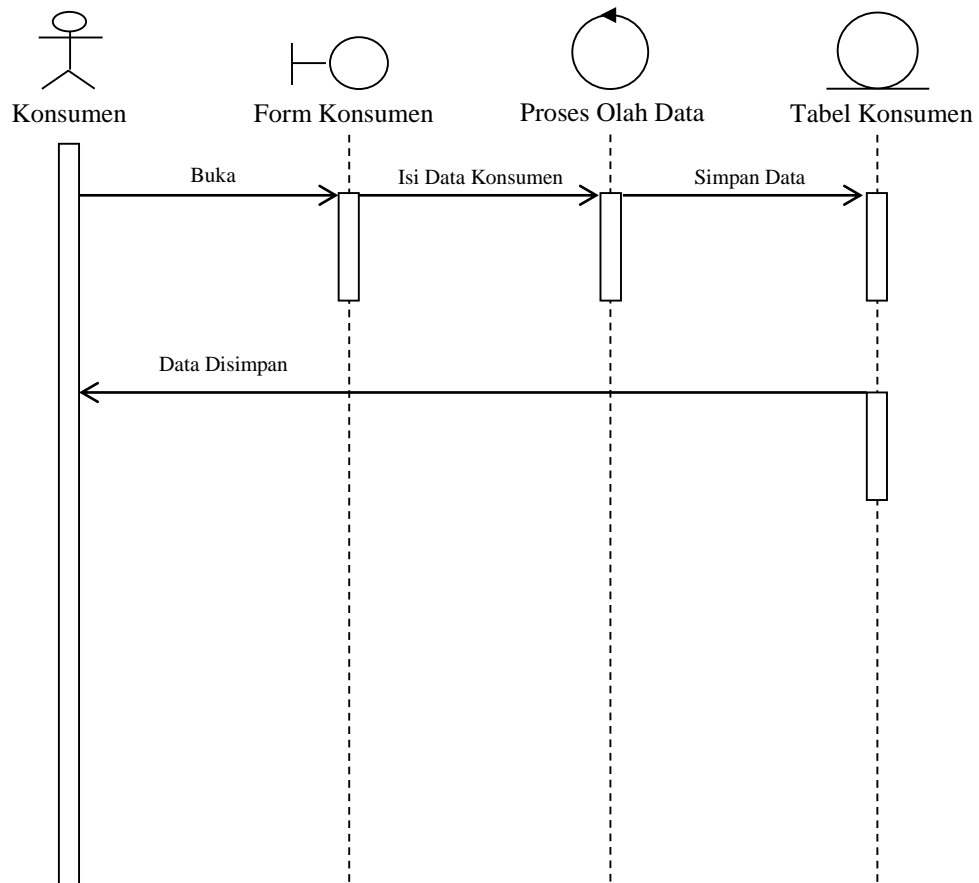 Konsumen
Form Konsumen
Proses Olah Data
Tabel Konsumen
Buka
Isi Data Konsumen
Simpan Data
Data Disimpan